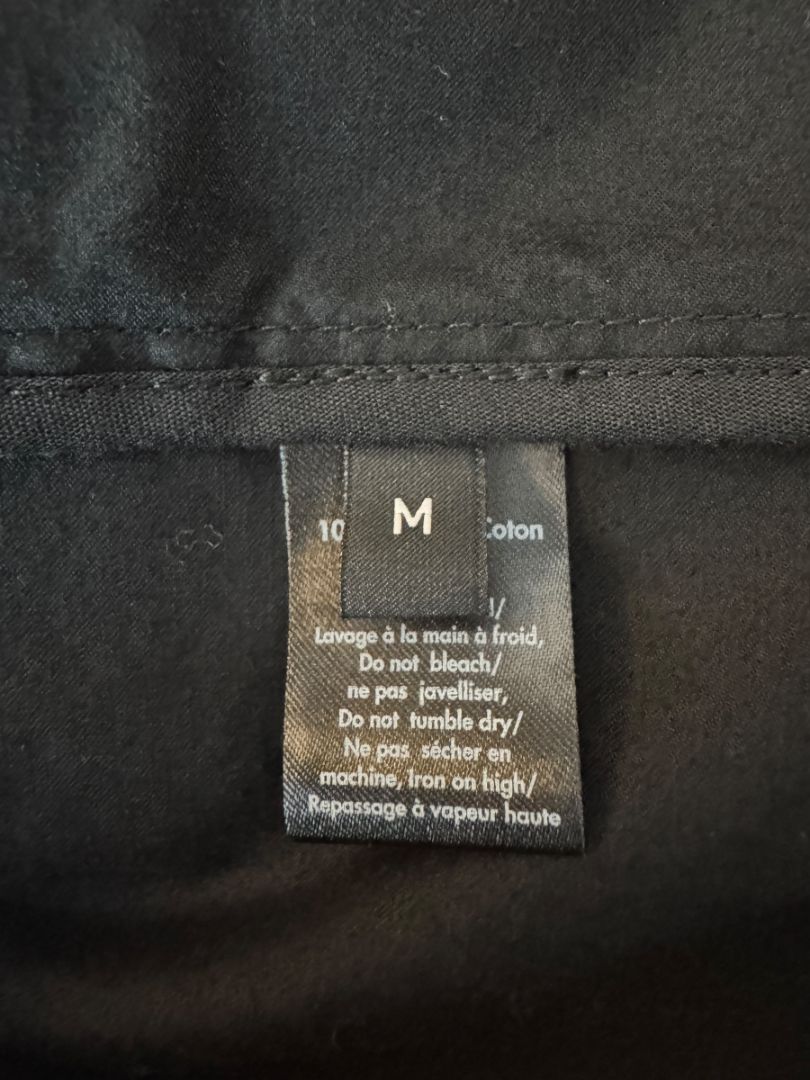 M
10
Coton
Lavage à la main à froid,
Do not bleach/
ne pas javelliser,
Do not tumble dry/
Ne pas sécher en
machine, Iron on high/
Repassage à vapeur haute